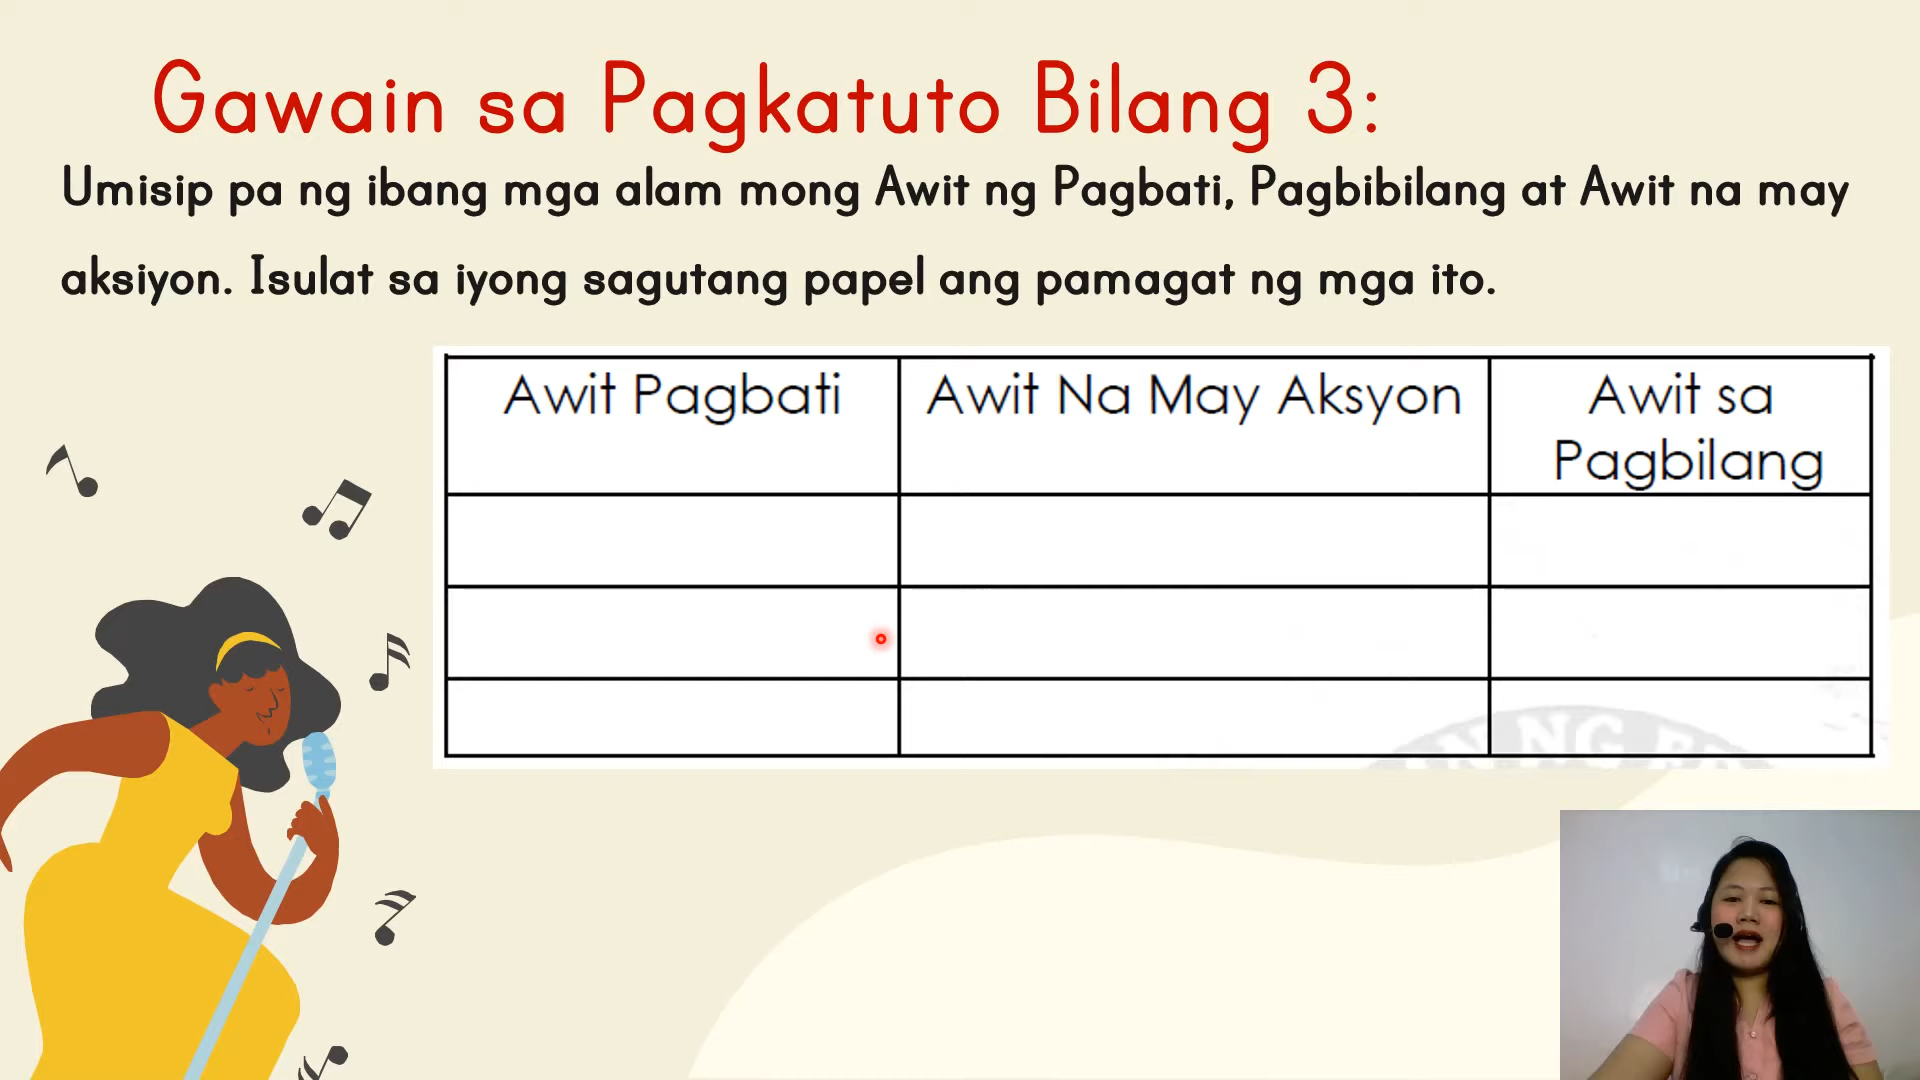 Gawain sa Pagkatuto Bilang 3:
Umisip pa ng ibang mga alam mong Awit ng Pagbati, Pagbibilang at Awit na may
aksiyon. Isulat sa iyong sagutang papel ang pamagat ng mga ito.
Awit Pagbati
Awit Na May Aksyon
Awit sa
Pagbilang